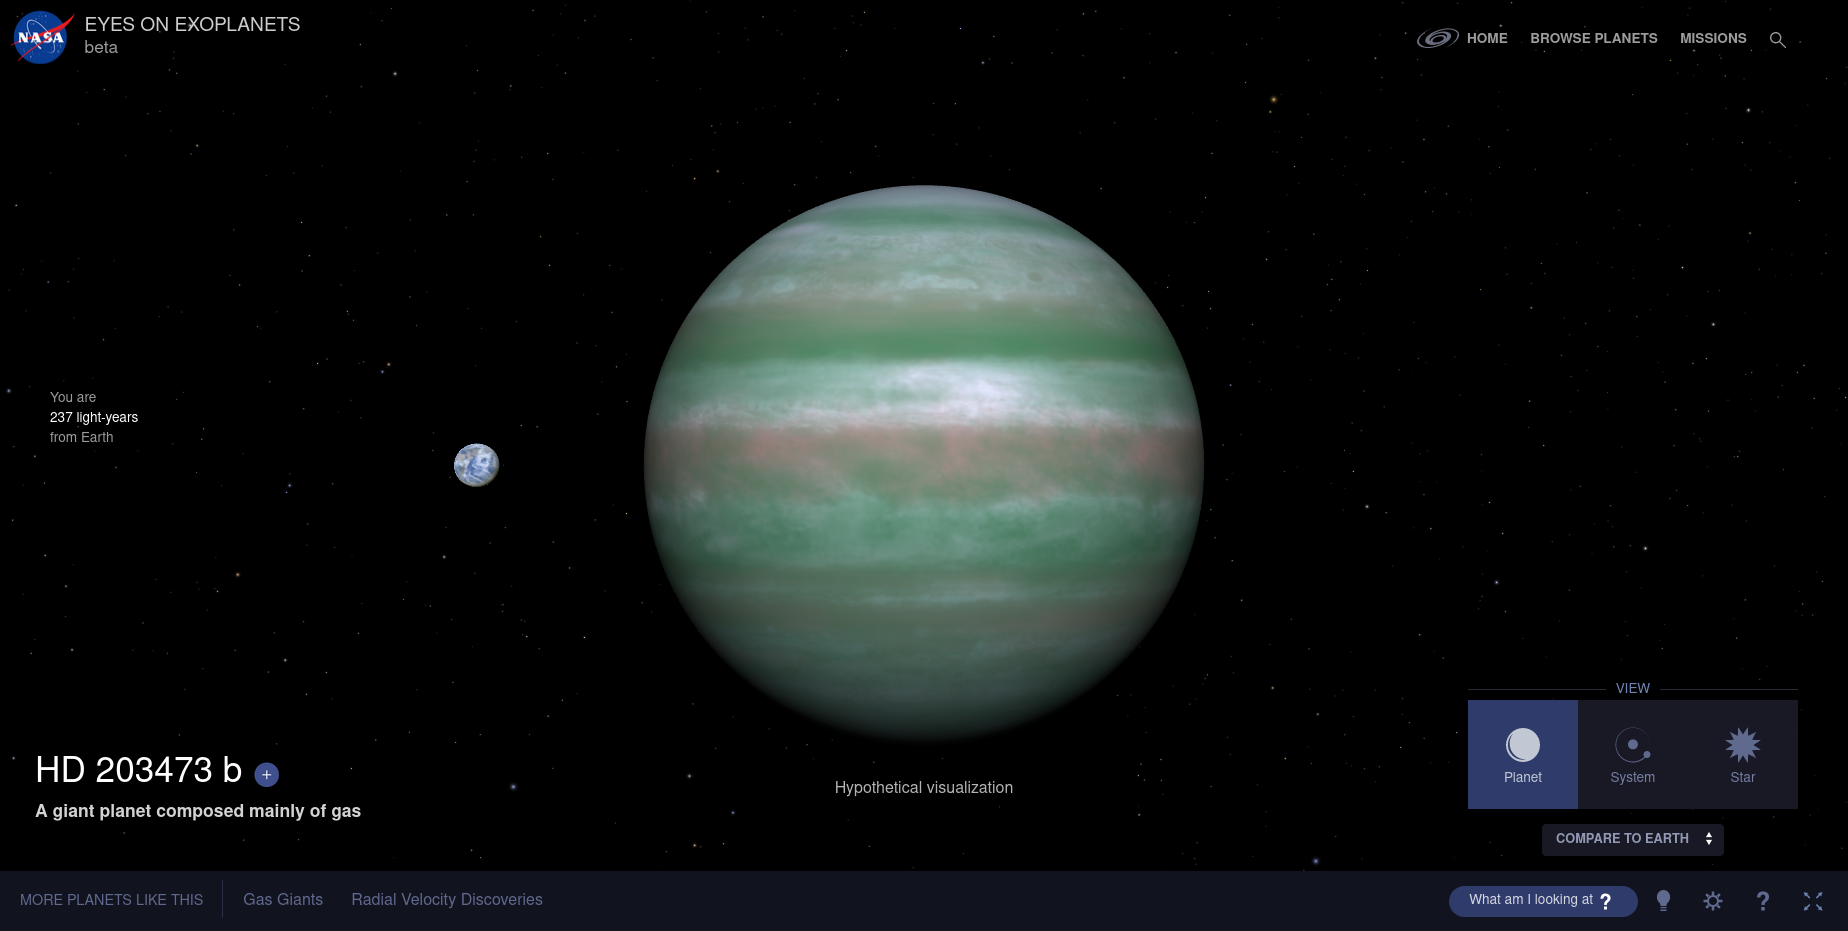 NASA
EYES ON EXOPLANETS
beta
HOME
BROWSE PLANETS
MISSIONS
You are
237 light-years
from Earth
HD 203473 b +
A giant planet composed mainly of gas
Hypothetical visualization
VIEW
Planet
System
Star
COMPARE TO EARTH
MORE PLANETS LIKE THIS
Gas Giants
Radial Velocity Discoveries
What am I looking at ?
?